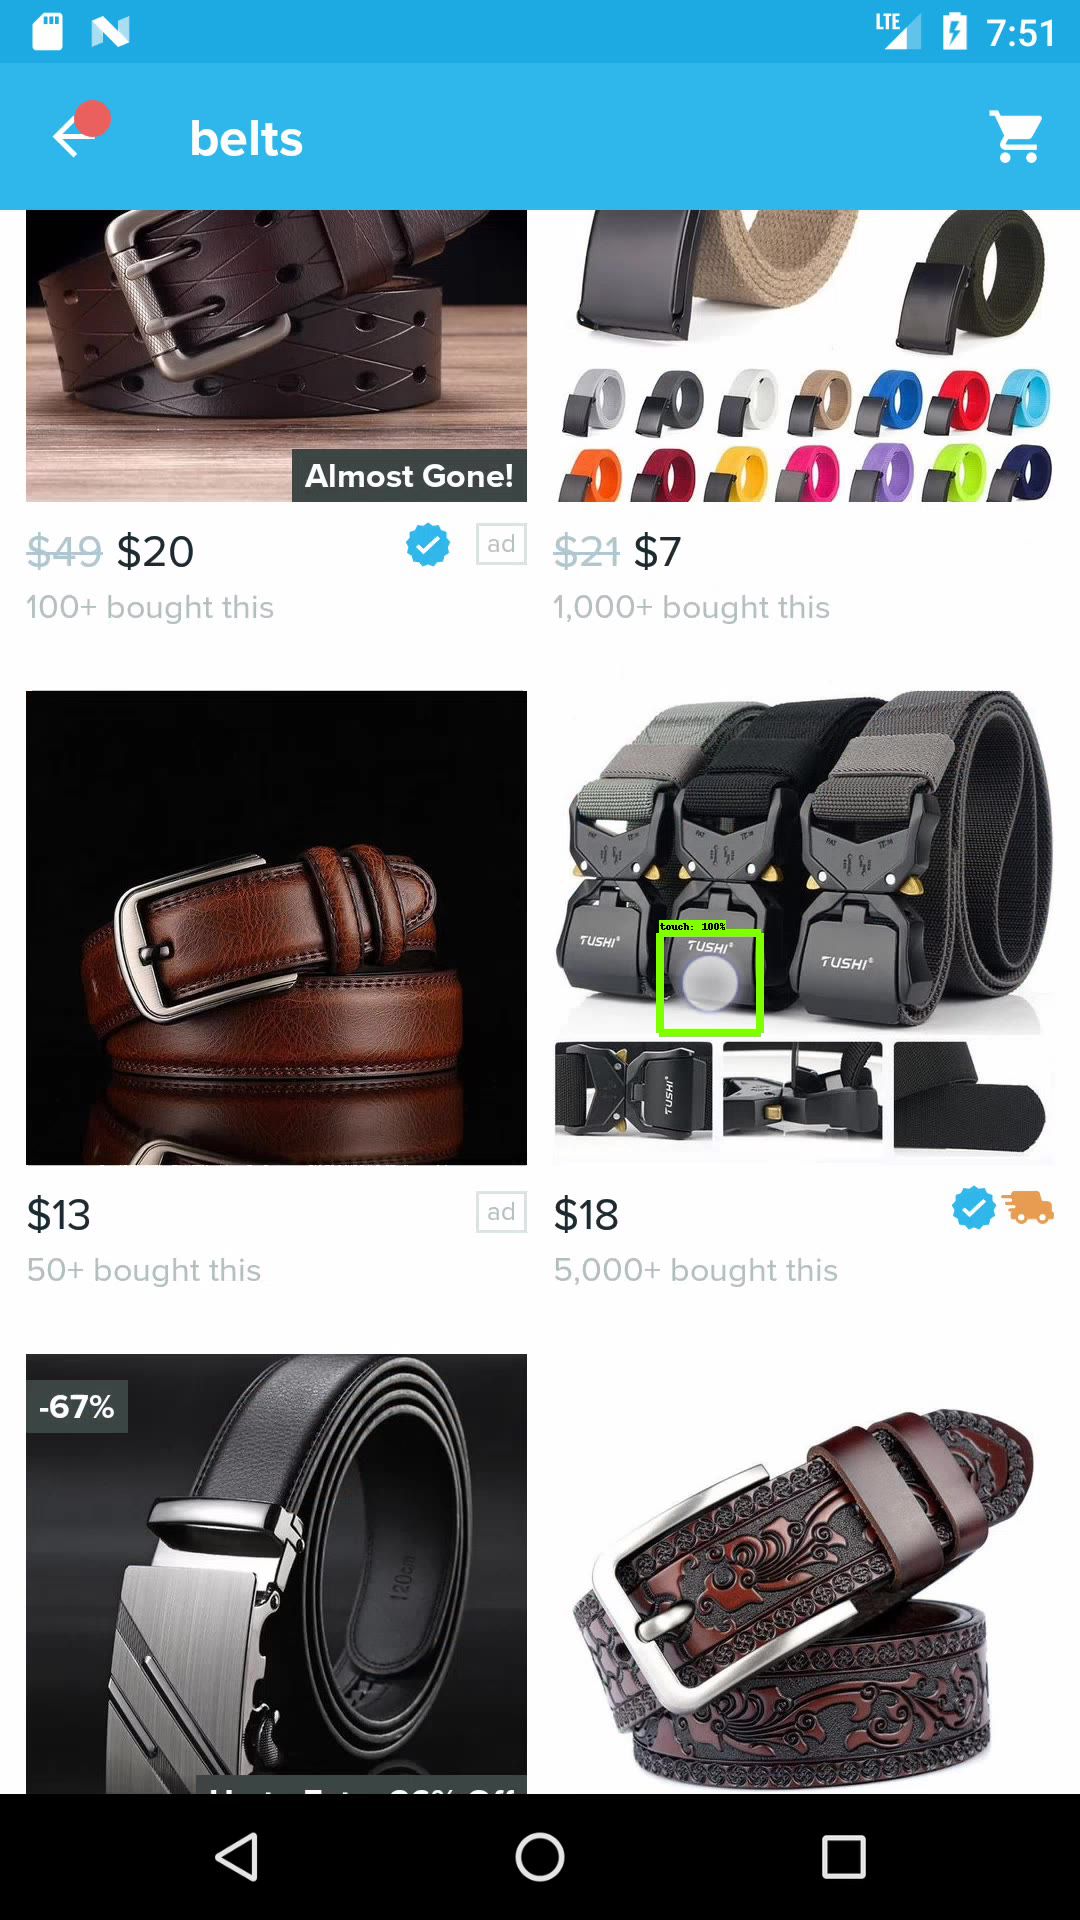 LTE 7:51
belts
Almost Gone!
$49 $20 ad
100+ bought this
$21 $7
1,000+ bought this
TUSHI®
touch: 100%
TUSHI®
TUSHI®
TUSHI®
$13 ad
50+ bought this
$18
5,000+ bought this
-67%
120cm